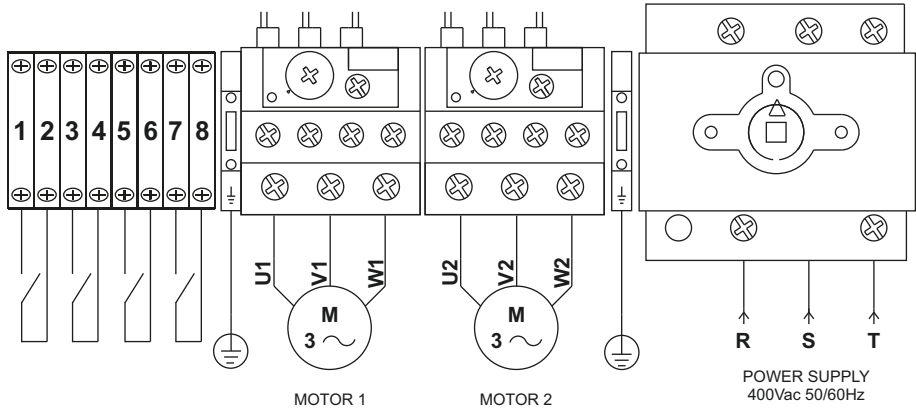 1 2 3 4 5 6 7 8
U1 V1 W1 U2 V2 W2
M M
3 3
R S T
POWER SUPPLY
400Vac 50/60Hz
MOTOR 1 MOTOR 2